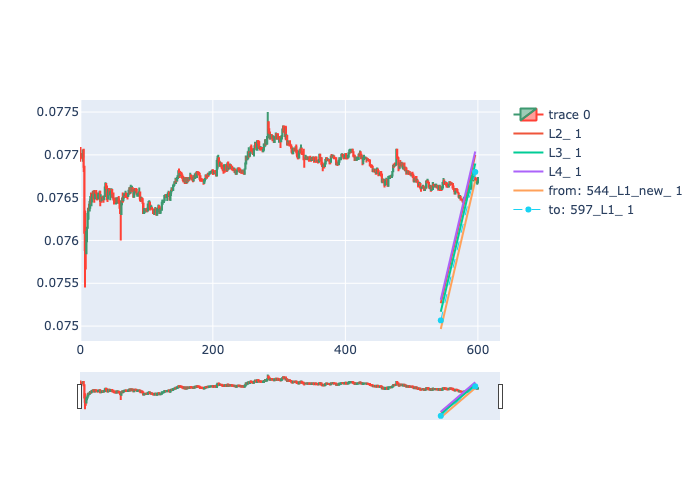 0.0775
0.077
0.0765
0.076
0.0755
0.075
0
200
400
600
trace 0
L2_ 1
L3_ 1
L4_ 1
from: 544_L1_new_ 1
to: 597_L1_ 1